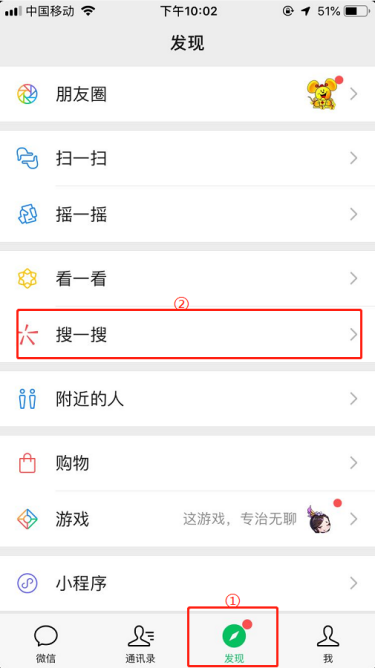 中国移动 下午10:02 51%
发现
朋友圈
扫一扫
摇一摇
看一看
②
搜一搜
附近的人
购物
游戏 这游戏，专治无聊
小程序
①
微信 通讯录 发现 我